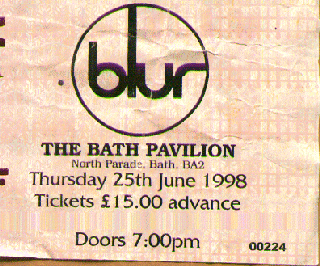 blur
THE BATH PAVILION
North Parade, Bath, BA2
Thursday 25th June 1998
Tickets £15.00 advance
Doors 7:00pm
00224